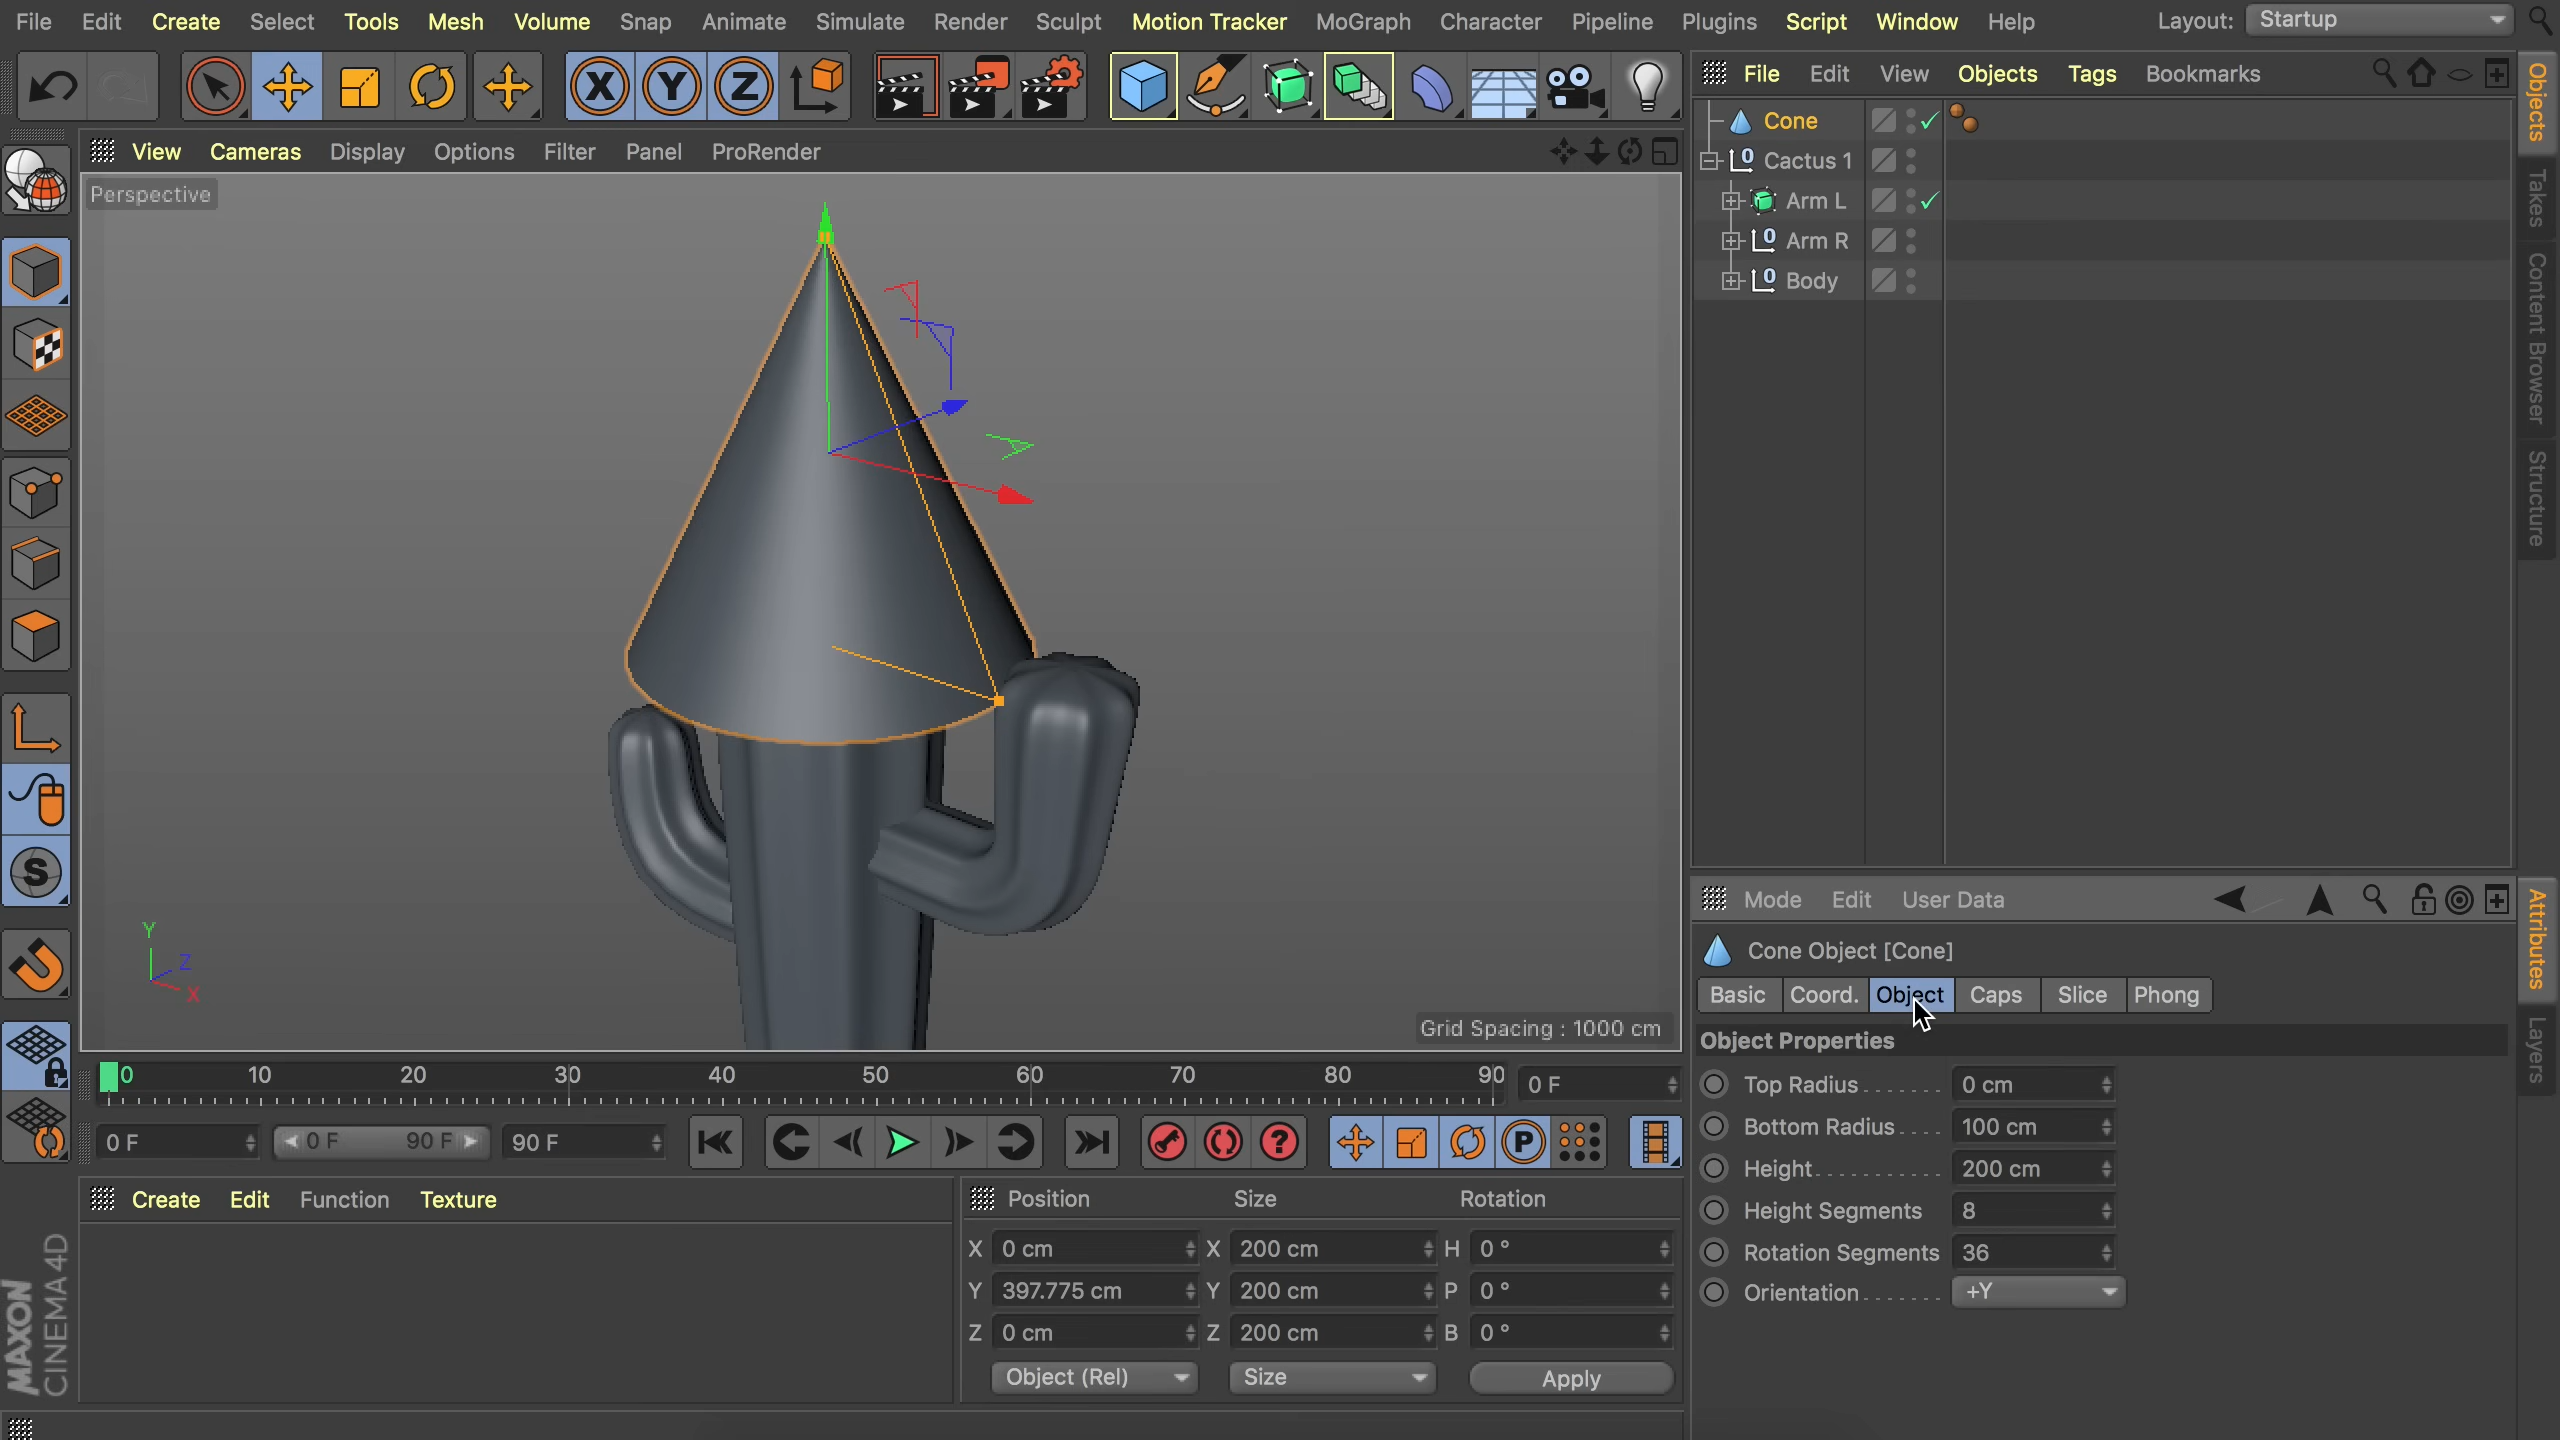 File Edit Create Select Tools Mesh Volume Snap Animate Simulate Render Sculpt Motion Tracker MoGraph Character Pipeline Plugins Script Window Help Layout: Startup
X Y Z
File Edit View Objects Tags Bookmarks
View Cameras Display Options Filter Panel ProRender
Perspective
Cone
0 Cactus 1
Arm L
0 Arm R
0 Body
Objects
Takes
Content Browser
Structure
Y
Z
X
Grid Spacing : 1000 cm
S
Mode Edit User Data
Cone Object [Cone]
Basic Coord. Object Caps Slice Phong
Object Properties
Top Radius....... 0 cm
Bottom Radius.... 100 cm
Height........... 200 cm
Height Segments 8
Rotation Segments 36
Orientation....... +Y
Attributes
Layers
0 10 20 30 40 50 60 70 80 90 0 F
0 F 0 F 90 F 90 F ? P
Create Edit Function Texture
Position Size Rotation
X 0 cm X 200 cm H 0 °
Y 397.775 cm Y 200 cm P 0 °
Z 0 cm Z 200 cm B 0 °
Object (Rel) Size Apply
MAXON
CINEMA 4D